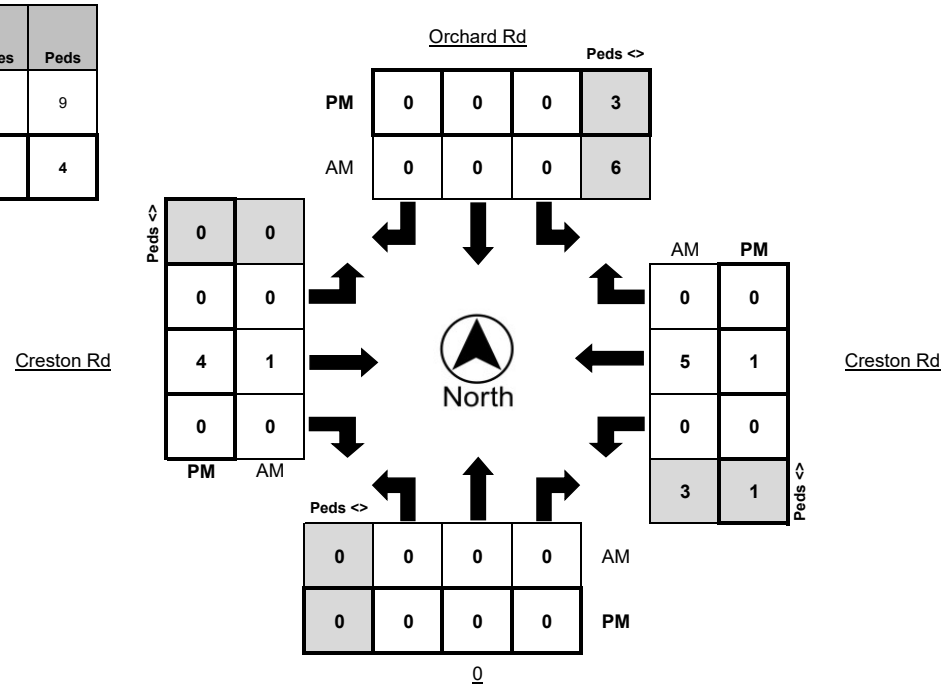 es Peds
9
4
Orchard Rd
Peds <>
PM 0 0 0 3
AM 0 0 0 6
Peds <>
0 0
0 0
4 1
0 0
PM AM
Creston Rd
North
AM PM
0 0
5 1
0 0
3 1
Peds <>
Creston Rd
Peds <>
0 0 0 0 AM
0 0 0 0 PM
0